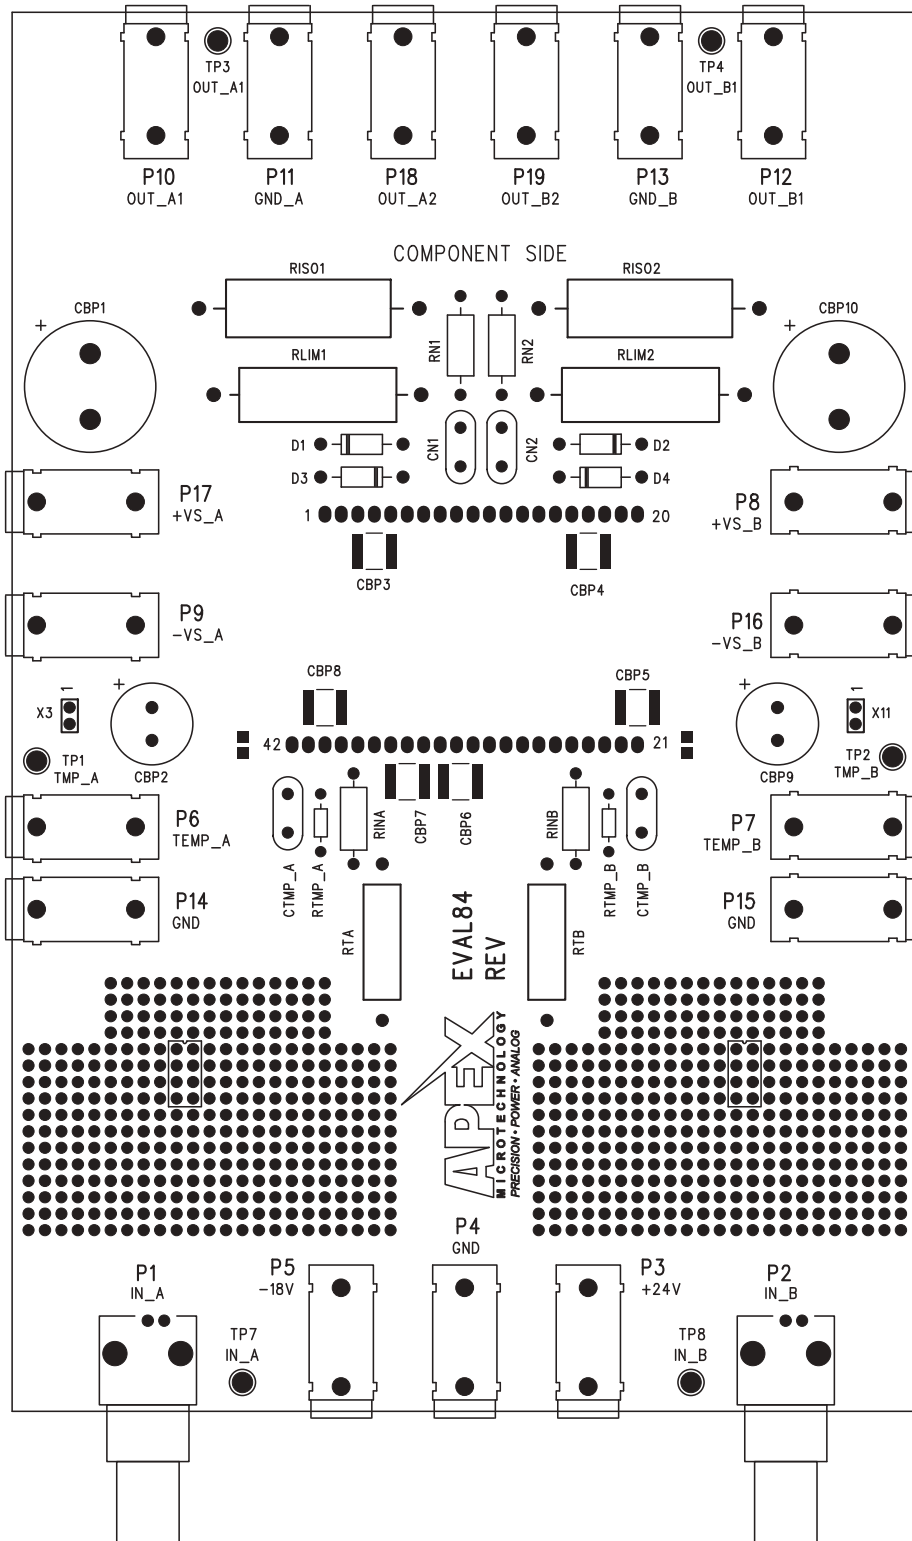 TP3
OUT_A1
TP4
OUT_B1
P10
OUT_A1
P11
GND_A
P18
OUT_A2
P19
OUT_B2
P13
GND_B
P12
OUT_B1
COMPONENT SIDE
RISO1
RISO2
CBP1
+
CBP10
+
RN1
RN2
RLIM1
RLIM2
D1
D3
CN1
CN2
D2
D4
P17
+VS_A
P8
+VS_B
1
20
CBP3
CBP4
P9
-VS_A
P16
-VS_B
CBP8
CBP5
X3
1
+
CBP2
+
CBP9
1
X11
TP1
TMP_A
TP2
TMP_B
42
21
P6
TEMP_A
P7
TEMP_B
CTMP_A
RTMP_A
RINA
CBP7
CBP6
RINB
RTMP_B
CTMP_B
P14
GND
P15
GND
RTA
EVAL84
REV
RTB
APEX
MICROTECHNOLOGY
PRECISION • POWER • ANALOG
P1
IN_A
P5
-18V
P4
GND
P3
+24V
P2
IN_B
TP7
IN_A
TP8
IN_B